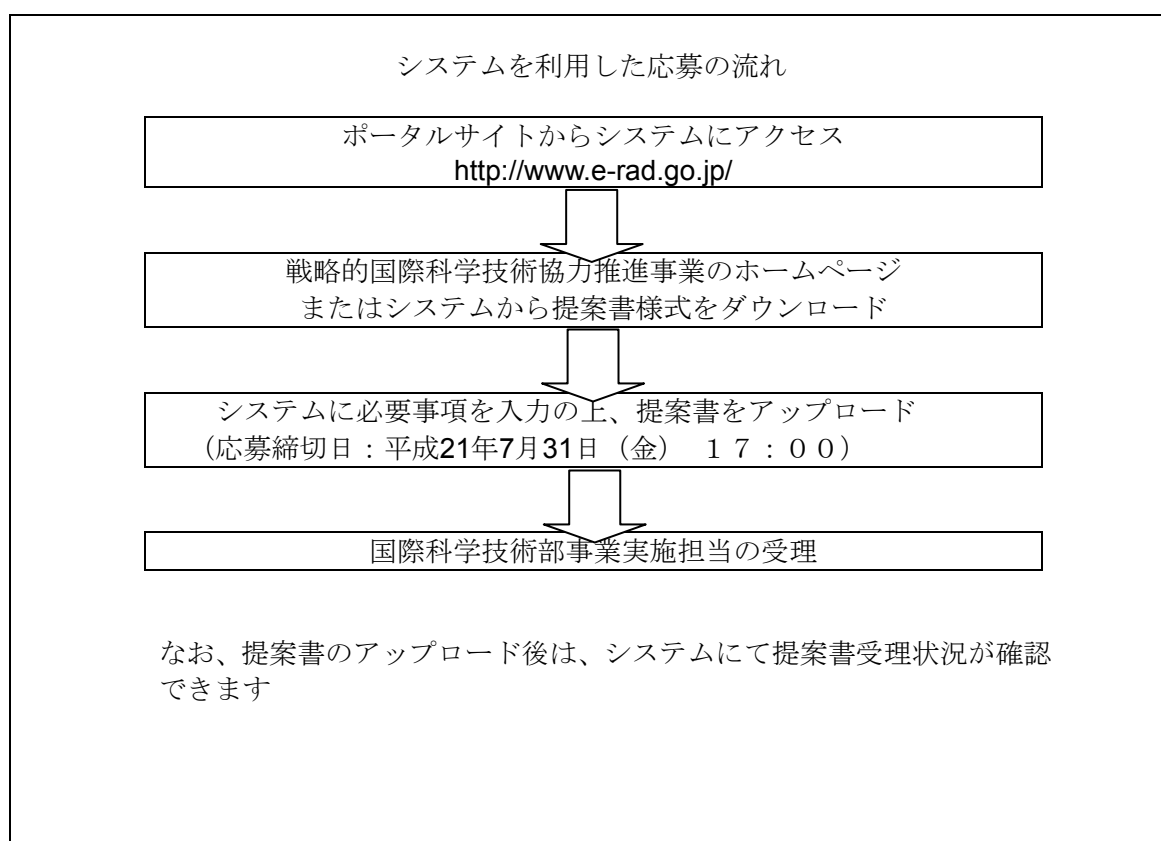 システムを利用した応募の流れ
ポータルサイトからシステムにアクセス
http://www.e-rad.go.jp/
戦略的国際科学技術協力推進事業のホームページ
またはシステムから提案書様式をダウンロード
システムに必要事項を入力の上、提案書をアップロード
（応募締切日：平成21年7月31日（金）　１７：００）
国際科学技術部事業実施担当の受理
なお、提案書のアップロード後は、システムにて提案書受理状況が確認
できます